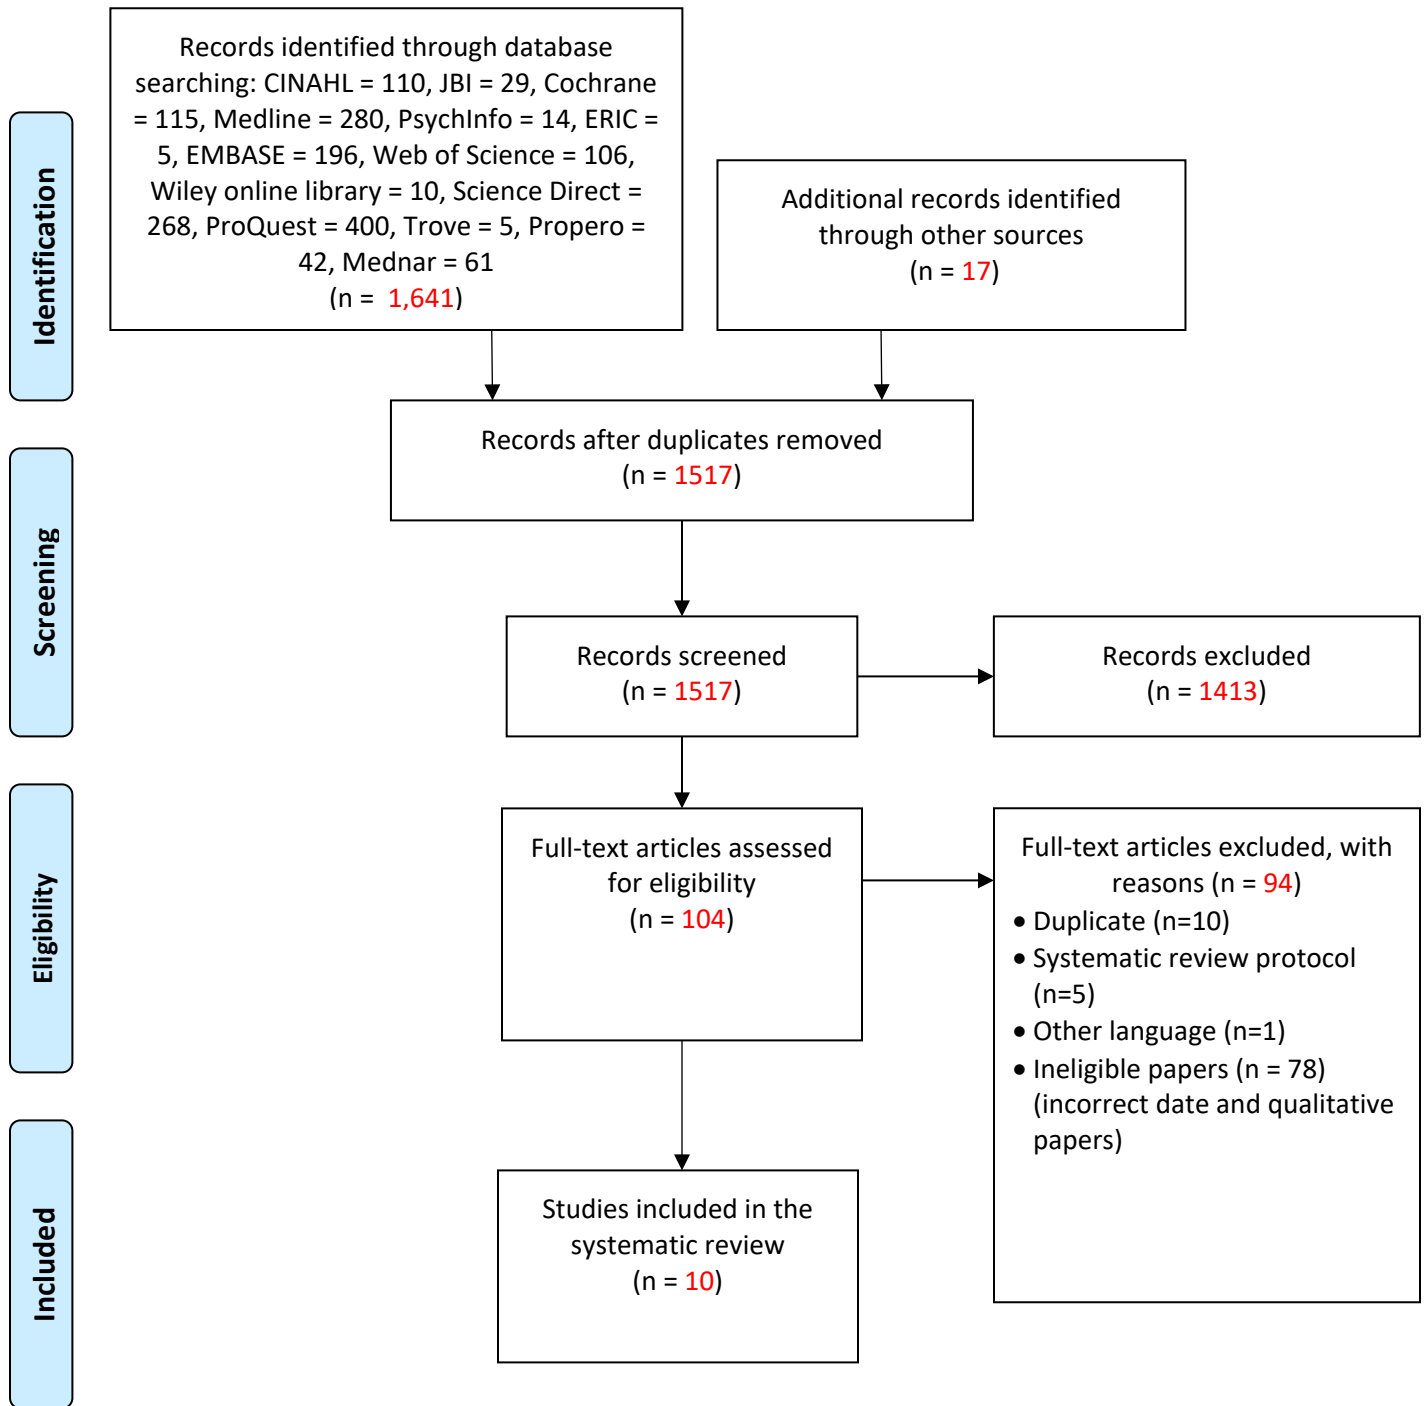 Records identified through database
searching: CINAHL = 110, JBI = 29, Cochrane
= 115, Medline = 280, PsychInfo = 14, ERIC =
5, EMBASE = 196, Web of Science = 106,
Wiley online library = 10, Science Direct =
268, ProQuest = 400, Trove = 5, Propero =
42, Mednar = 61
(n =  1,641)
Additional records identified
through other sources
(n = 17)
Identification
Records after duplicates removed
(n = 1517)
Screening
Records screened
(n = 1517)
Records excluded
(n = 1413)
Eligibility
Full-text articles assessed
for eligibility
(n = 104)
Full-text articles excluded, with
reasons (n = 94)
• Duplicate (n=10)
• Systematic review protocol
(n=5)
• Other language (n=1)
• Ineligible papers (n = 78)
(incorrect date and qualitative
papers)
Included
Studies included in the
systematic review
(n = 10)